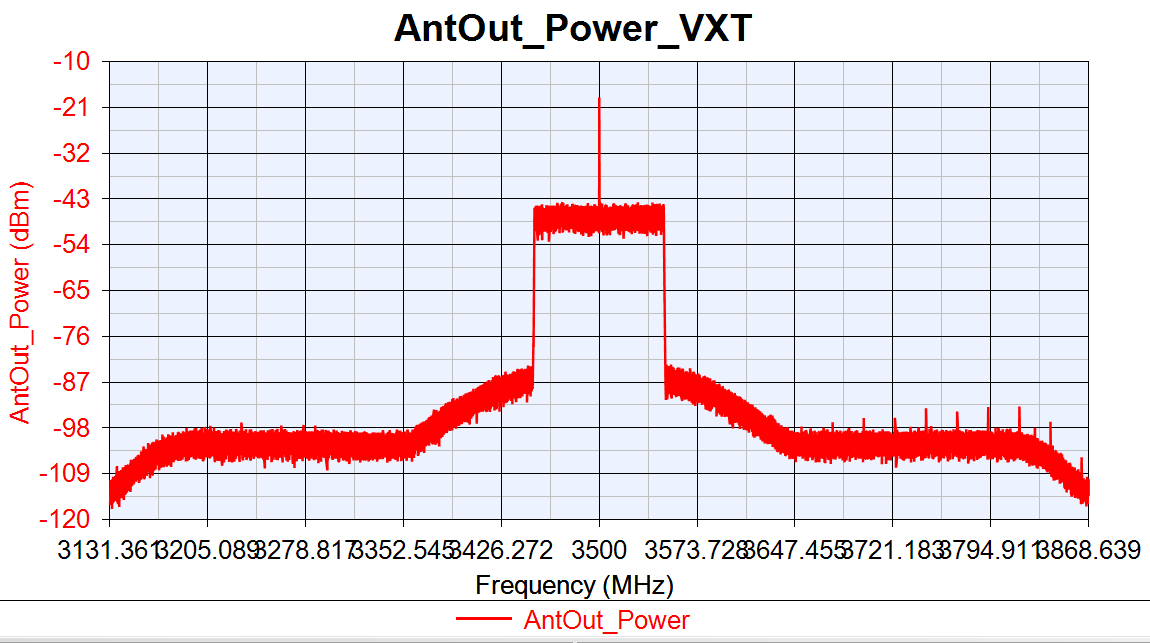 AntOut_Power_VXT
-10
-21
-32
-43
-54
-65
-76
-87
-98
-109
-120
AntOut_Power (dBm)
3131.361 3205.089 3278.817 3352.545 3426.272 3500 3573.728 3647.455 3721.183 3794.911 3868.639
Frequency (MHz)
AntOut_Power